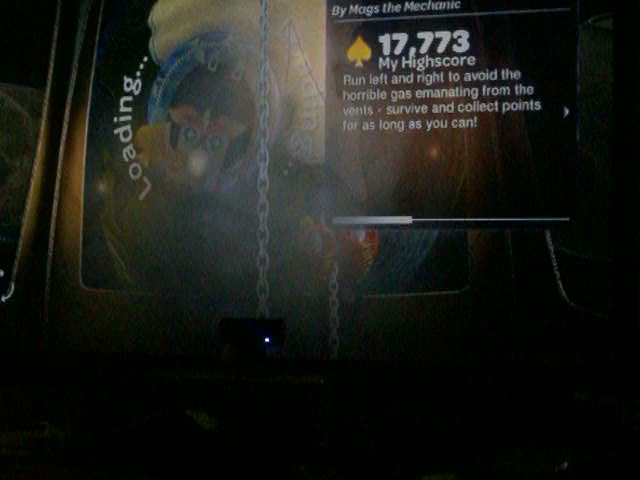 Loading...
By Mags the Mechanic
17,773
My Highscore
Run left and right to avoid the
horrible gas emanating from the
vents - survive and collect points
for as long as you can!